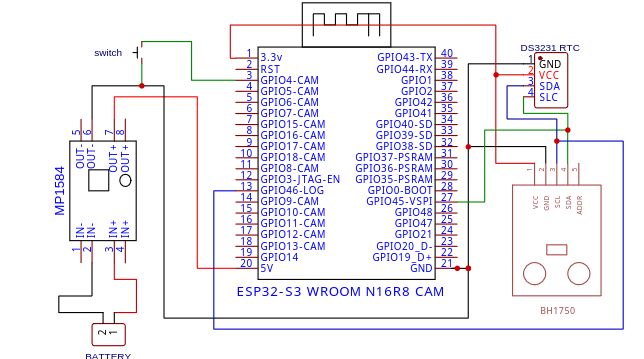 switch
1 3.3v GPIO43-TX 40
2 RST GPIO44-RX 39
3 GPIO4-CAM GPIO1 38
4 GPIO5-CAM GPIO2 37
5 GPIO6-CAM GPIO42 36
6 GPIO7-CAM GPIO41 35
7 GPIO15-CAM GPIO40-SD 34
8 GPIO16-CAM GPIO39-SD 33
9 GPIO17-CAM GPIO38-SD 32
10 GPIO18-CAM GPIO37-PSRAM 31
11 GPIO8-CAM GPIO36-PSRAM 30
12 GPIO3-JTAG-EN GPIO35-PSRAM 29
13 GPIO46-LOG GPIO0-BOOT 28
14 GPIO9-CAM GPIO45-VSPI 27
15 GPIO10-CAM GPIO48 26
16 GPIO11-CAM GPIO47 25
17 GPIO12-CAM GPIO21 24
18 GPIO13-CAM GPIO20_D- 23
19 GPIO14 GPIO19_D+ 22
20 5V GND 21
ESP32-S3 WROOM N16R8 CAM
DS3231 RTC
1 GND
2 VCC
3 SDA
4 SLC
5 6 7 8
OUT- OUT- OUT+ OUT+
MP1584
IN- IN- IN+ IN+
1 2 3 4
2 1
BATTERY
1 2 3 4 5
VCC GND SCL SDA ADDR
BH1750